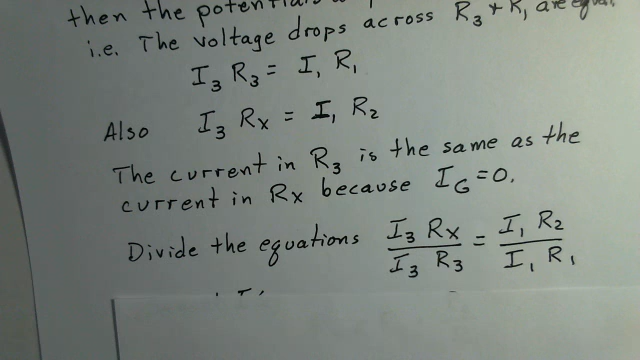 then the potentials
across R3 + R1 are equal
i.e. The voltage drops
I3 R3 = I1 R1
Also I3 Rx = I1 R2
The current in R3 is the same as the
current in Rx because IG = 0.
Divide the equations I3 Rx / I3 R3 = I1 R2 / I1 R1